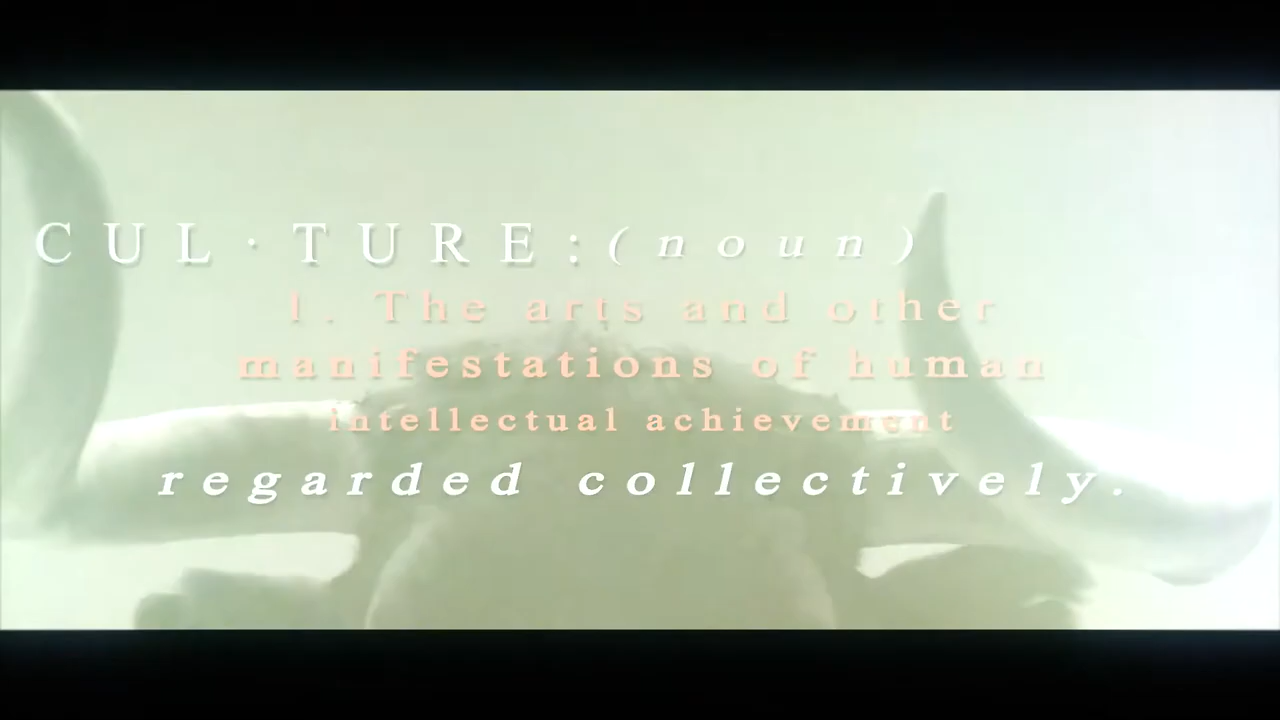 CUL·TURE:(noun)
1. The arts and other
manifestations of human
intellectual achievement
regarded collectively.